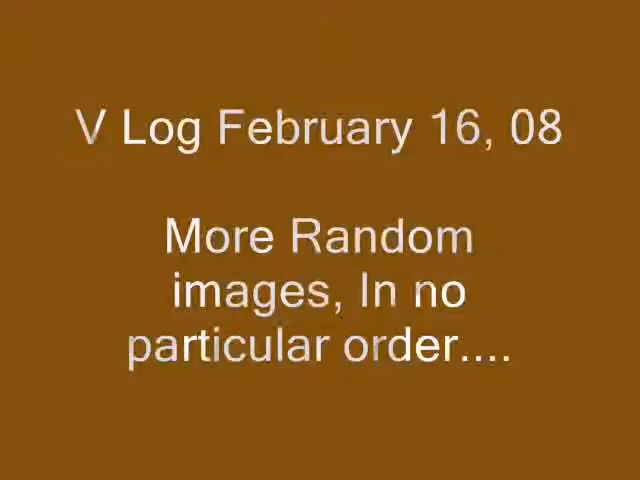 V Log February 16, 08
More Random
images, In no
particular order....